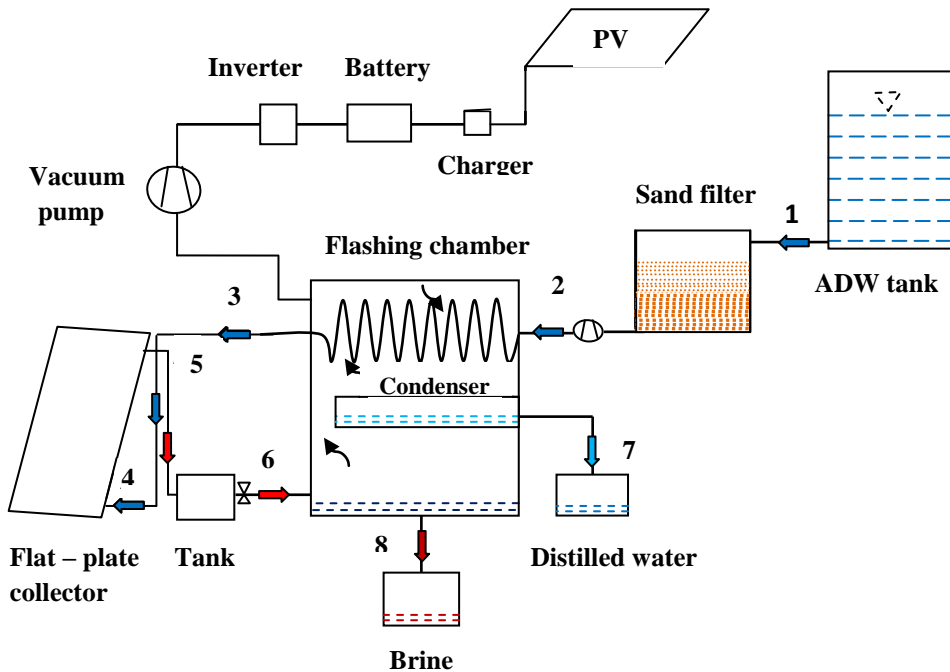 PV
Inverter
Battery
Charger
Vacuum
pump
Sand filter
1
ADW tank
Flashing chamber
3
2
5
Condenser
4
6
7
Flat – plate
collector
Tank
8
Distilled water
Brine